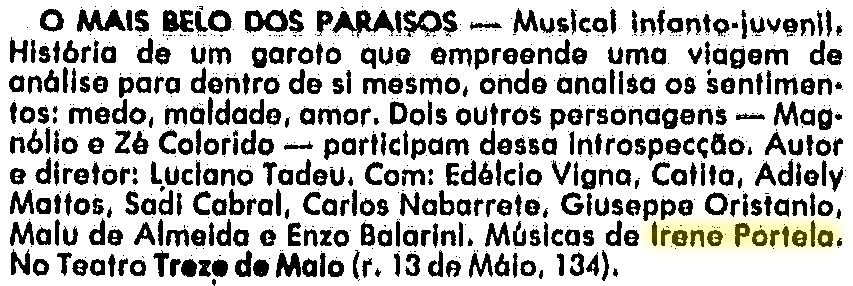 O MAIS BELO DOS PARAISOS — Musical infanto-juvenil.
História de um garoto que empreende uma viagem de
análise para dentro de si mesmo, onde analisa os sentimen-
tos: medo, maldade, amor. Dois outros personagens — Mag-
nólio e Zé Colorido — participam dessa introspecção. Autor
e diretor: Luciano Tadeu. Com: Edélcio Vigna, Catita, Adiely
Mattos, Sadi Cabral, Carlos Nabarrete, Giuseppe Oristanio,
Malu de Almeida e Enzo Balarini. Músicas de Irene Portela.
No Teatro Treze de Maio (r. 13 de Máio, 134).